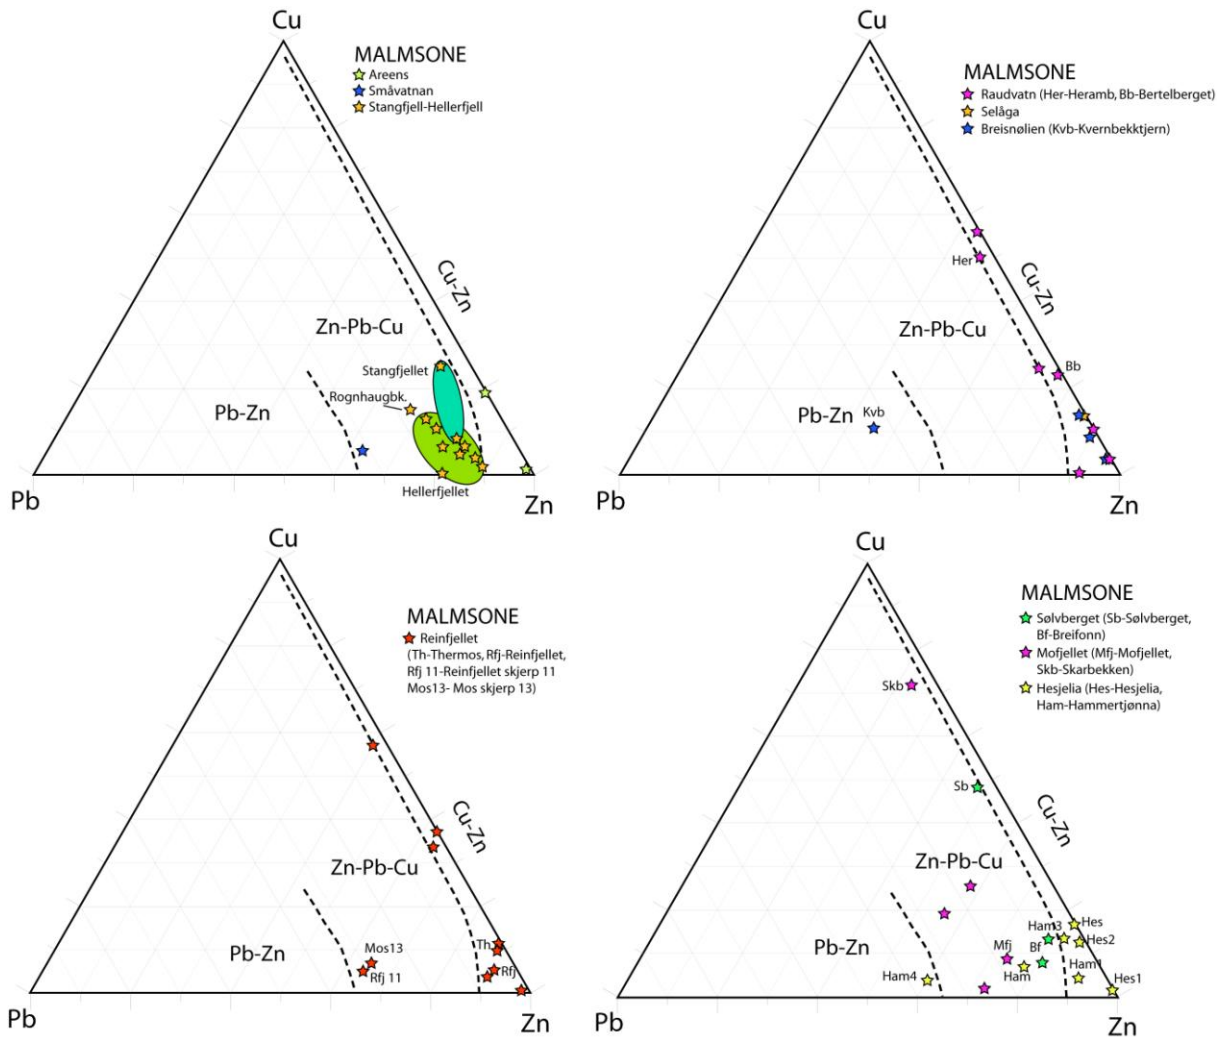 Cu
MALMSONE
Areens
Småvatnan
Stangfjell-Hellerfjell
Cu-Zn
Zn-Pb-Cu
Stangfjellet
Rognhaugbk.
Pb-Zn
Hellerfjellet
Pb
Zn
MALMSONE
Raudvatn (Her-Heramb, Bb-Bertelberget)
Selåga
Breisnølien (Kvb-Kvernbekktjern)
Her
Cu-Zn
Zn-Pb-Cu
Bb
Pb-Zn
Kvb
Zn
Cu
MALMSONE
Reinfjellet
(Th-Thermos, Rfj-Reinfjellet,
Rfj 11-Reinfjellet skjerp 11
Mos13- Mos skjerp 13)
Cu-Zn
Zn-Pb-Cu
Pb-Zn
Mos13
Rfj 11
Th
Rfj
Pb
Zn
Cu
MALMSONE
Sølvberget (Sb-Sølvberget,
Bf-Breifonn)
Mofjellet (Mfj-Mofjellet,
Skb-Skarbekken)
Hesjelia (Hes-Hesjelia,
Ham-Hammertjønna)
Skb
Sb
Cu-Zn
Zn-Pb-Cu
Pb-Zn
Ham3
Hes
Mfj
Bf
Hes2
Ham4
Ham
Ham1
Hes1
Pb
Zn